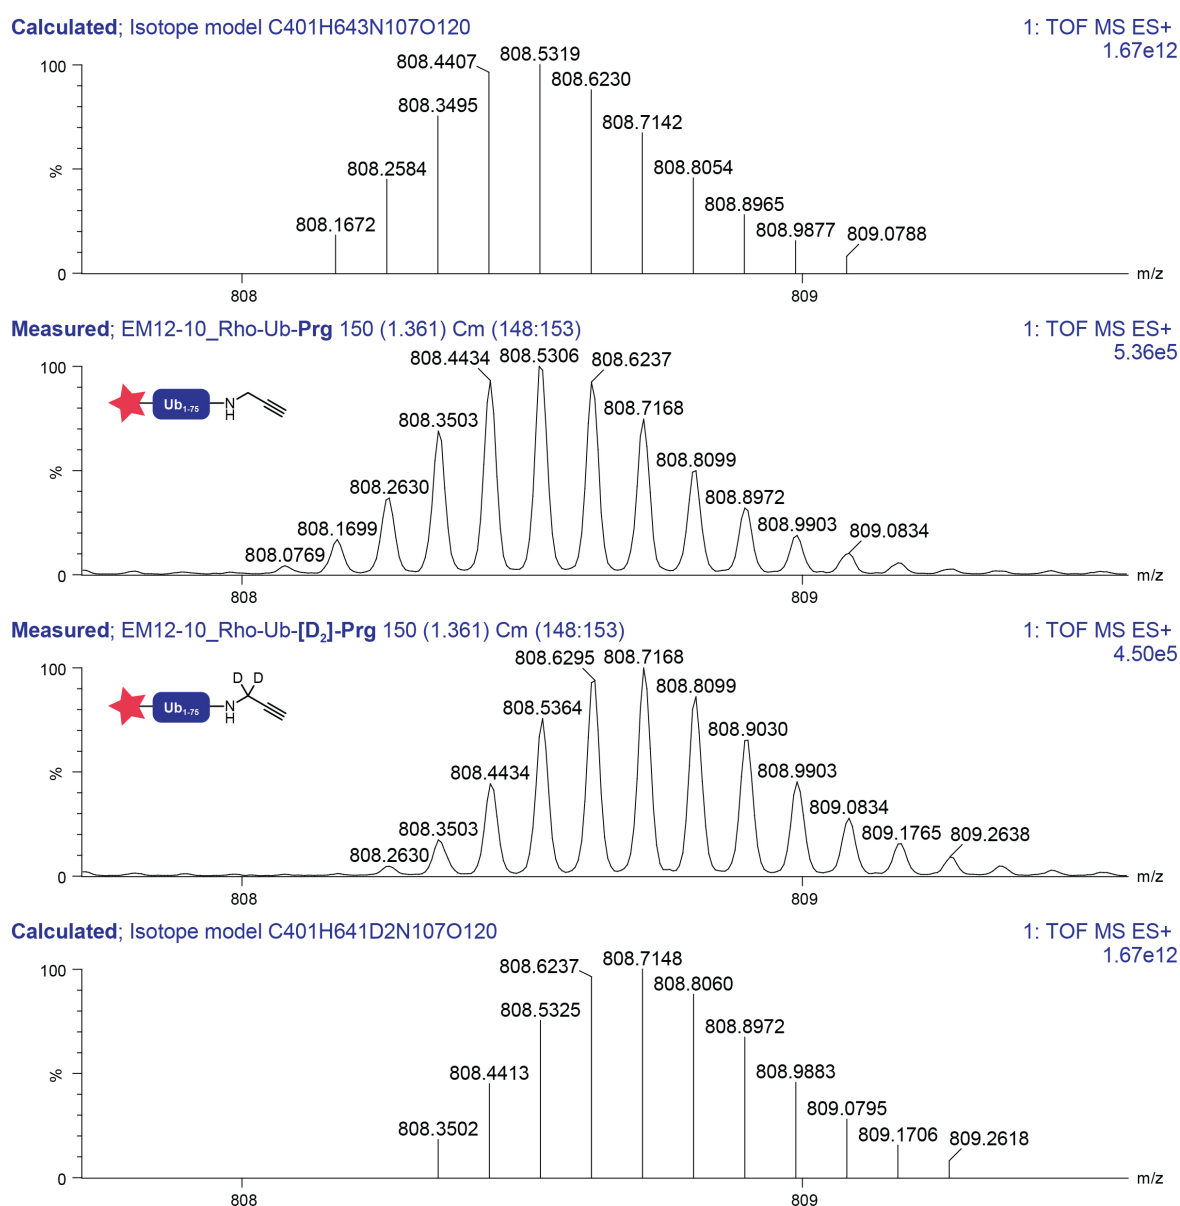 Calculated; Isotope model C401H643N107O120
1: TOF MS ES+
1.67e12
100
%
0
808.1672
808.2584
808.3495
808.4407
808.5319
808.6230
808.7142
808.8054
808.8965
808.9877
809.0788
m/z
808
809
Measured; EM12-10_Rho-Ub-Prg 150 (1.361) Cm (148:153)
1: TOF MS ES+
5.36e5
100
%
0
Ub1-75
N
H
808.0769
808.1699
808.2630
808.3503
808.4434
808.5306
808.6237
808.7168
808.8099
808.8972
808.9903
809.0834
m/z
808
809
Measured; EM12-10_Rho-Ub-[D2]-Prg 150 (1.361) Cm (148:153)
1: TOF MS ES+
4.50e5
100
%
0
D D
Ub1-75
N
H
808.2630
808.3503
808.4434
808.5364
808.6295
808.7168
808.8099
808.9030
808.9903
809.0834
809.1765
809.2638
m/z
808
809
Calculated; Isotope model C401H641D2N107O120
1: TOF MS ES+
1.67e12
100
%
0
808.3502
808.4413
808.5325
808.6237
808.7148
808.8060
808.8972
808.9883
809.0795
809.1706
809.2618
m/z
808
809